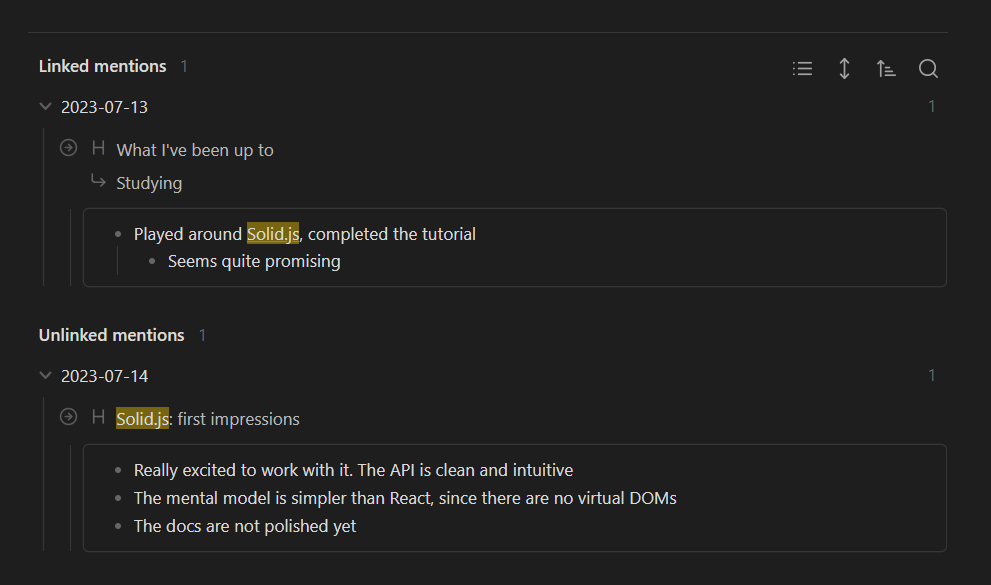 Linked mentions 1
2023-07-13 1
H What I've been up to
Studying
Played around Solid.js, completed the tutorial
Seems quite promising
Unlinked mentions 1
2023-07-14 1
H Solid.js: first impressions
Really excited to work with it. The API is clean and intuitive
The mental model is simpler than React, since there are no virtual DOMs
The docs are not polished yet